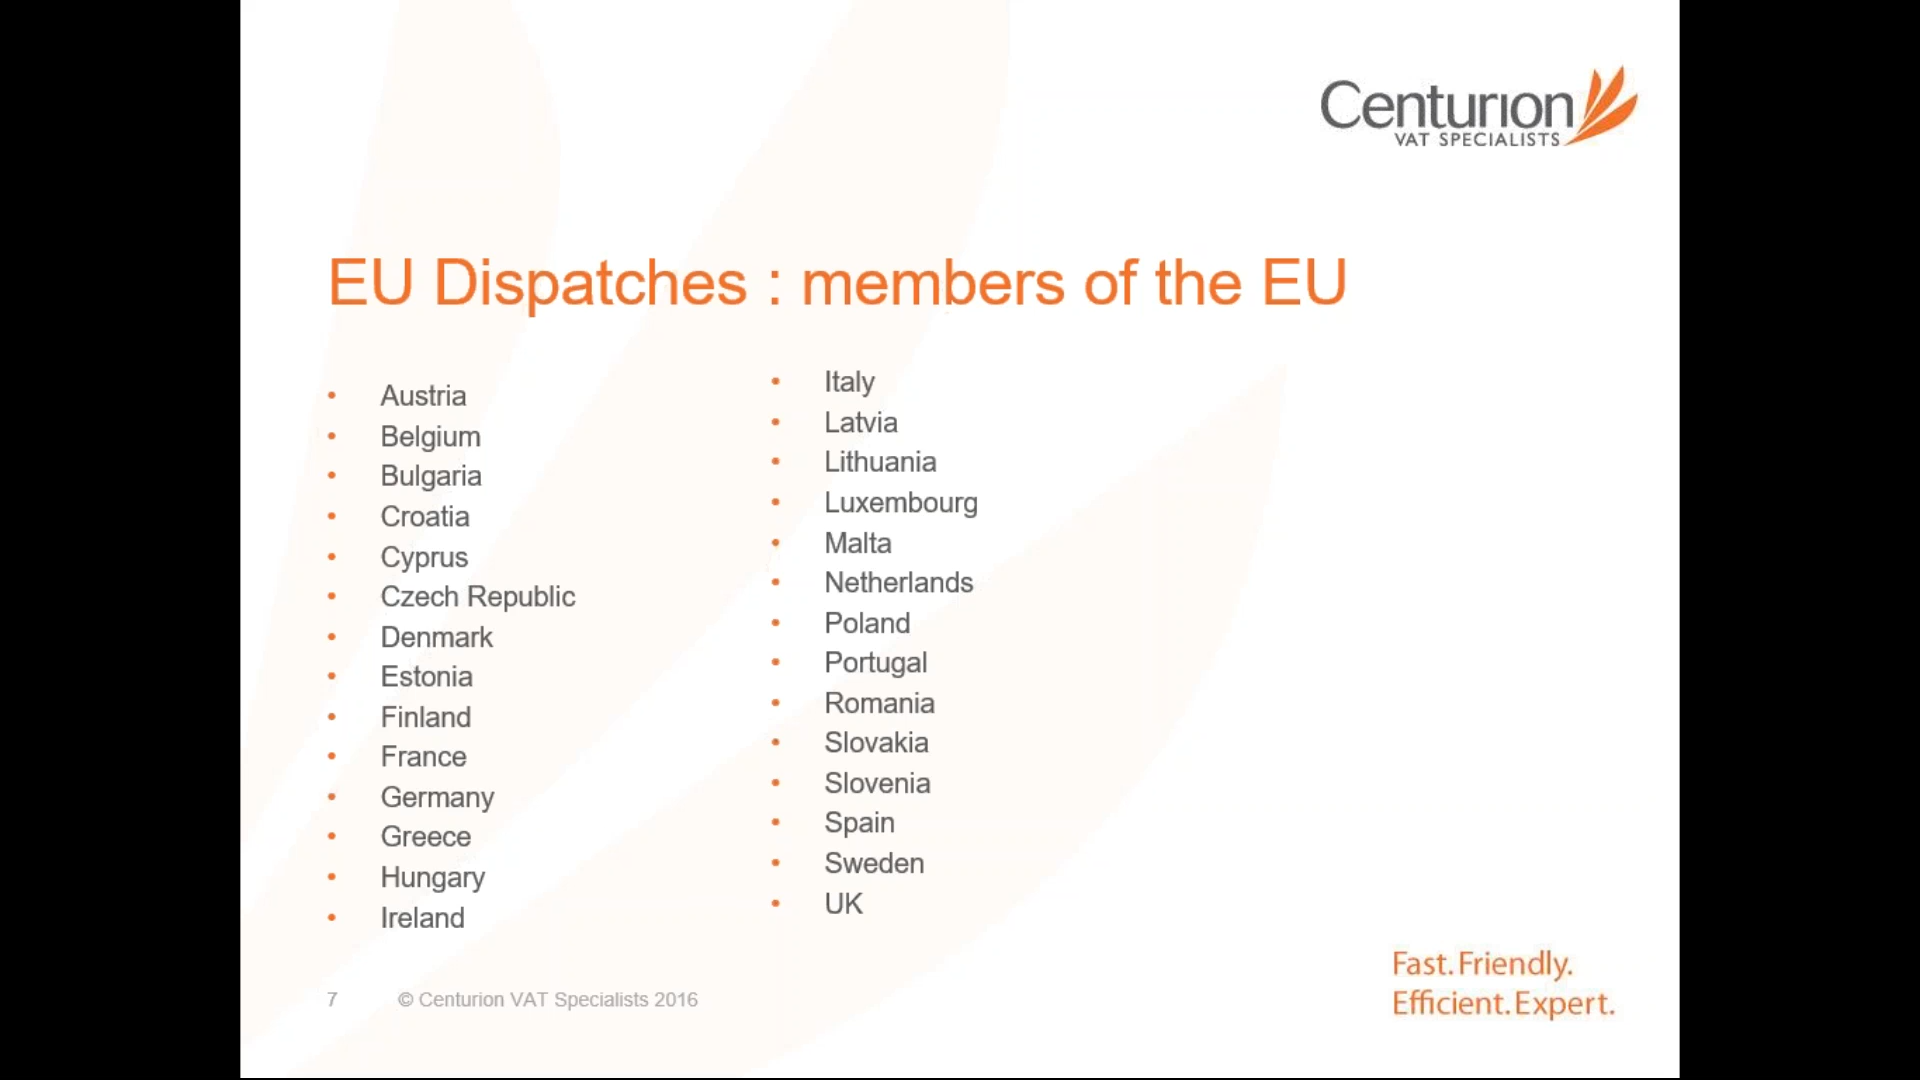 Centurion
VAT SPECIALISTS
EU Dispatches : members of the EU
• Austria
• Belgium
• Bulgaria
• Croatia
• Cyprus
• Czech Republic
• Denmark
• Estonia
• Finland
• France
• Germany
• Greece
• Hungary
• Ireland
• Italy
• Latvia
• Lithuania
• Luxembourg
• Malta
• Netherlands
• Poland
• Portugal
• Romania
• Slovakia
• Slovenia
• Spain
• Sweden
• UK
Fast. Friendly.
Efficient. Expert.
7 © Centurion VAT Specialists 2016